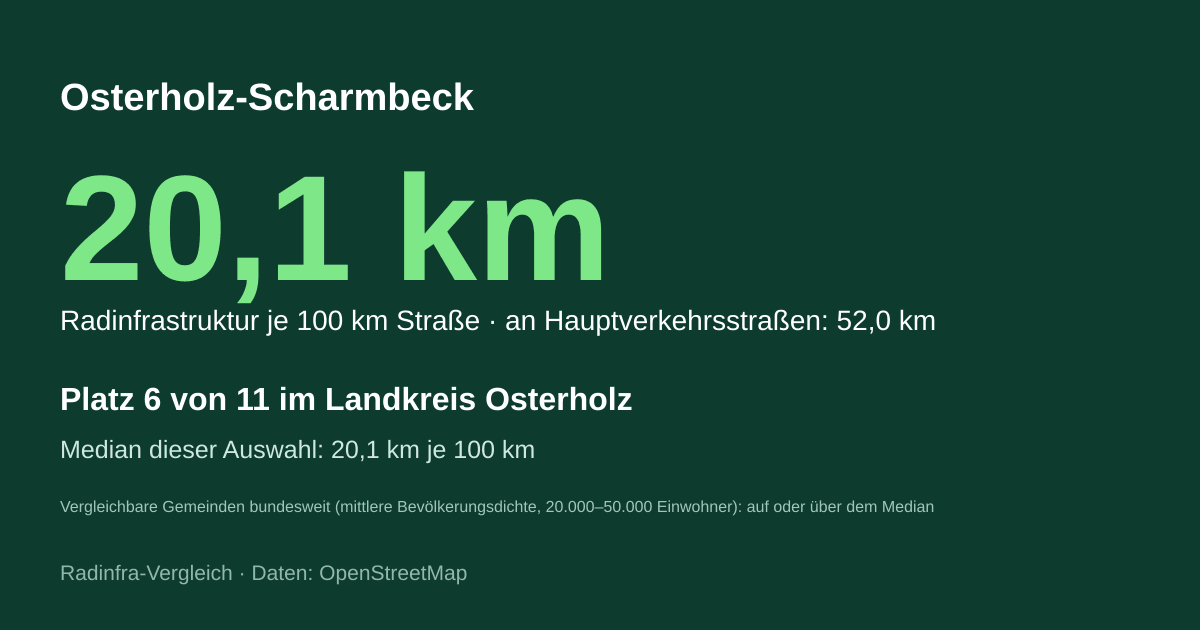 Osterholz-Scharmbeck
20,1 km
Radinfrastruktur je 100 km Straße · an Hauptverkehrsstraßen: 52,0 km
Platz 6 von 11 im Landkreis Osterholz
Median dieser Auswahl: 20,1 km je 100 km
Vergleichbare Gemeinden bundesweit (mittlere Bevölkerungsdichte, 20.000–50.000 Einwohner): auf oder über dem Median
Radinfra-Vergleich · Daten: OpenStreetMap